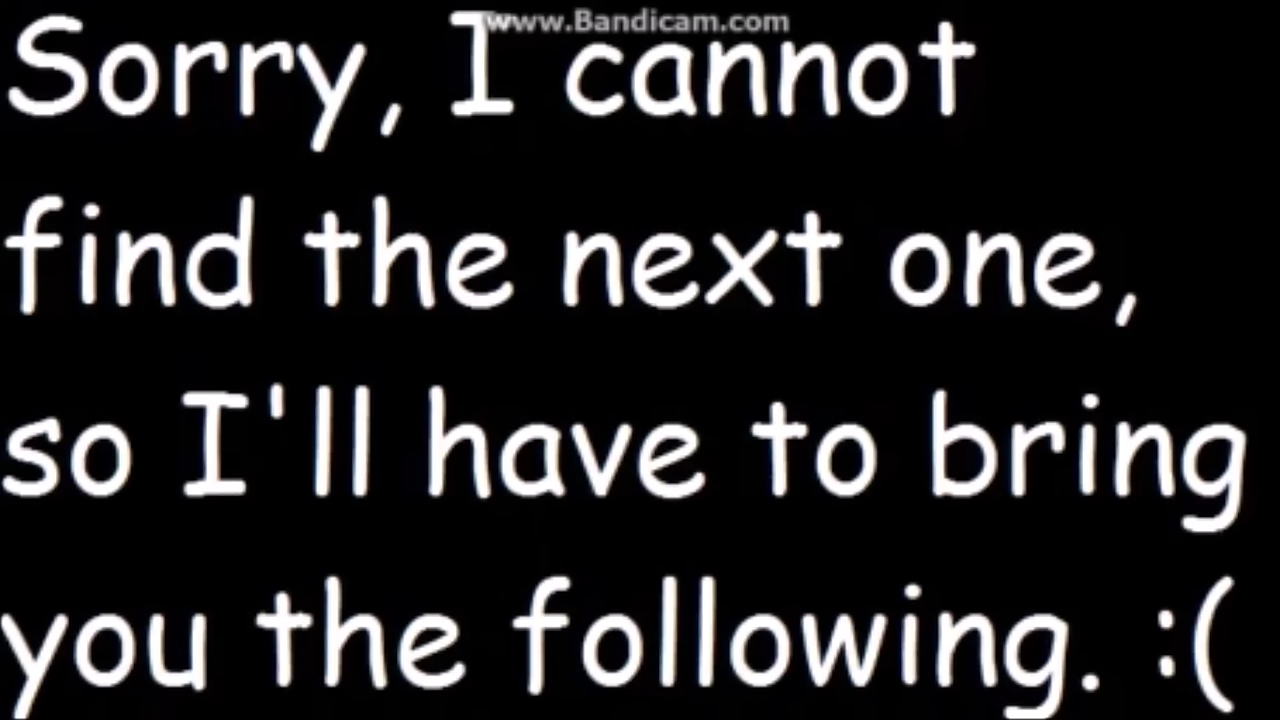 www.Bandicam.com
Sorry, I cannot
find the next one,
so I'll have to bring
you the following. :(